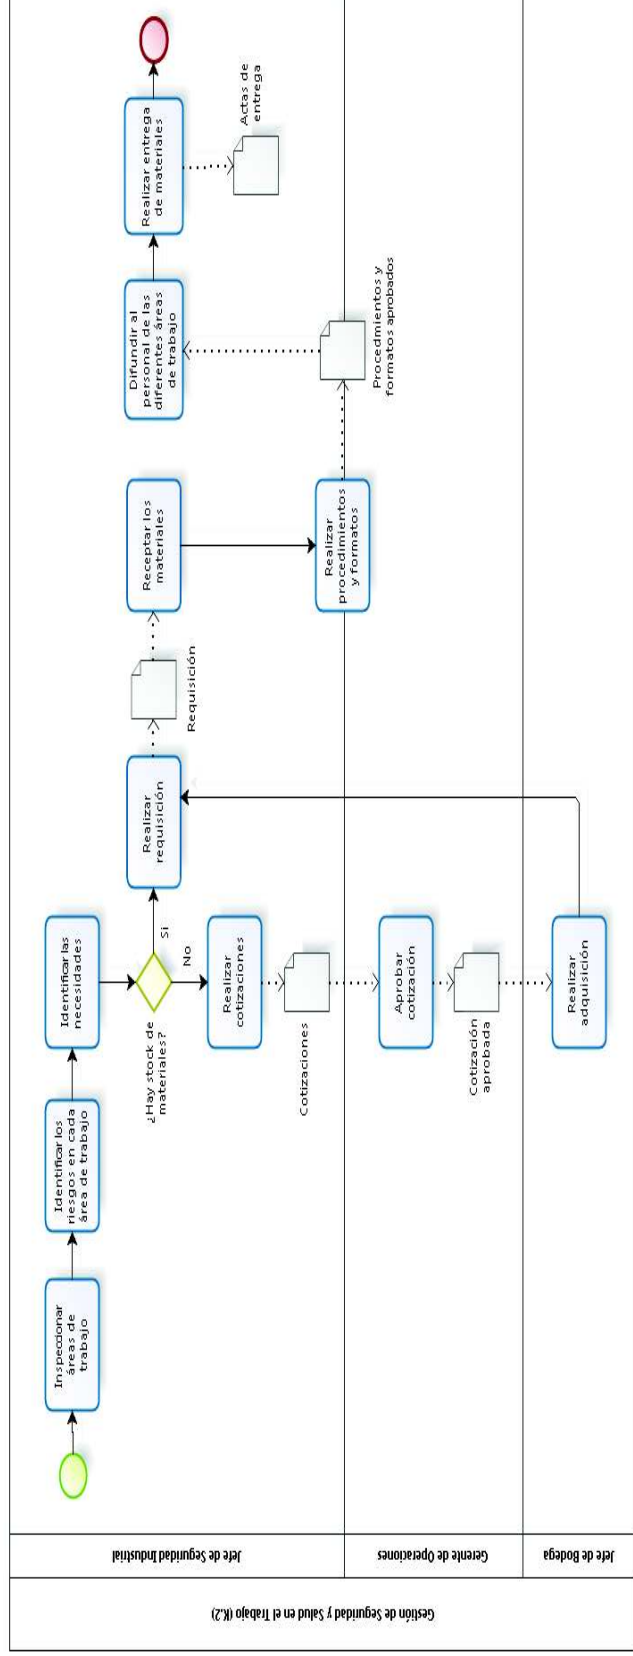 Gestión de Seguridad y Salud en el Trabajo (K.2)
Jefe de Seguridad Industrial
Gerente de Operaciones
Jefe de Bodega
Inspeccionar
áreas de
trabajo
Identificar los
riesgos en cada
área de trabajo
Identificar las
necesidades
¿Hay stock de
materiales?
Si
No
Realizar
cotizaciones
Cotizaciones
Aprobar
cotización
Cotización
aprobada
Realizar
adquisición
Realizar
requisición
Requisición
Receptar los
materiales
Realizar
procedimientos
y formatos
Procedimientos y
formatos aprobados
Difundir al
personal de las
diferentes áreas
de trabajo
Realizar entrega
de materiales
Actas de
entrega